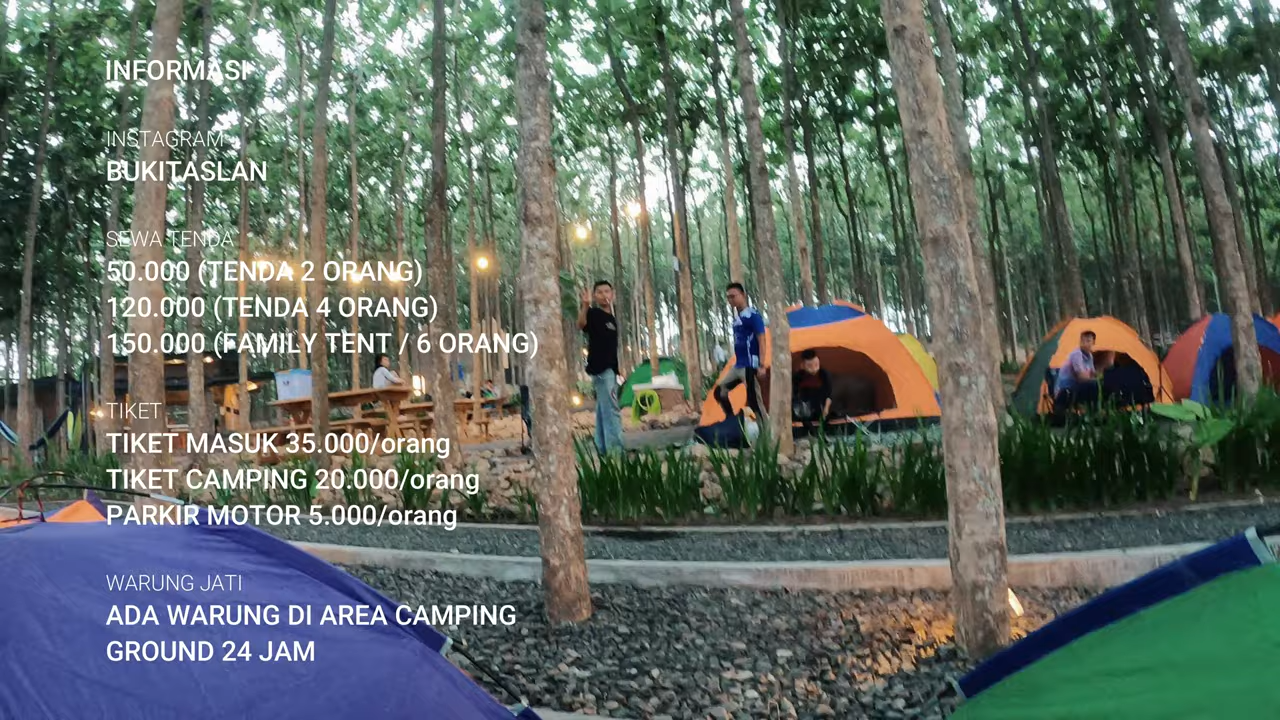 INFORMASI
INSTAGRAM
BUKITASLAN
SEWA TENDA
50.000 (TENDA 2 ORANG)
120.000 (TENDA 4 ORANG)
150.000 (FAMILY TENT / 6 ORANG)
TIKET
TIKET MASUK 35.000/orang
TIKET CAMPING 20.000/orang
PARKIR MOTOR 5.000/orang
WARUNG JATI
ADA WARUNG DI AREA CAMPING
GROUND 24 JAM